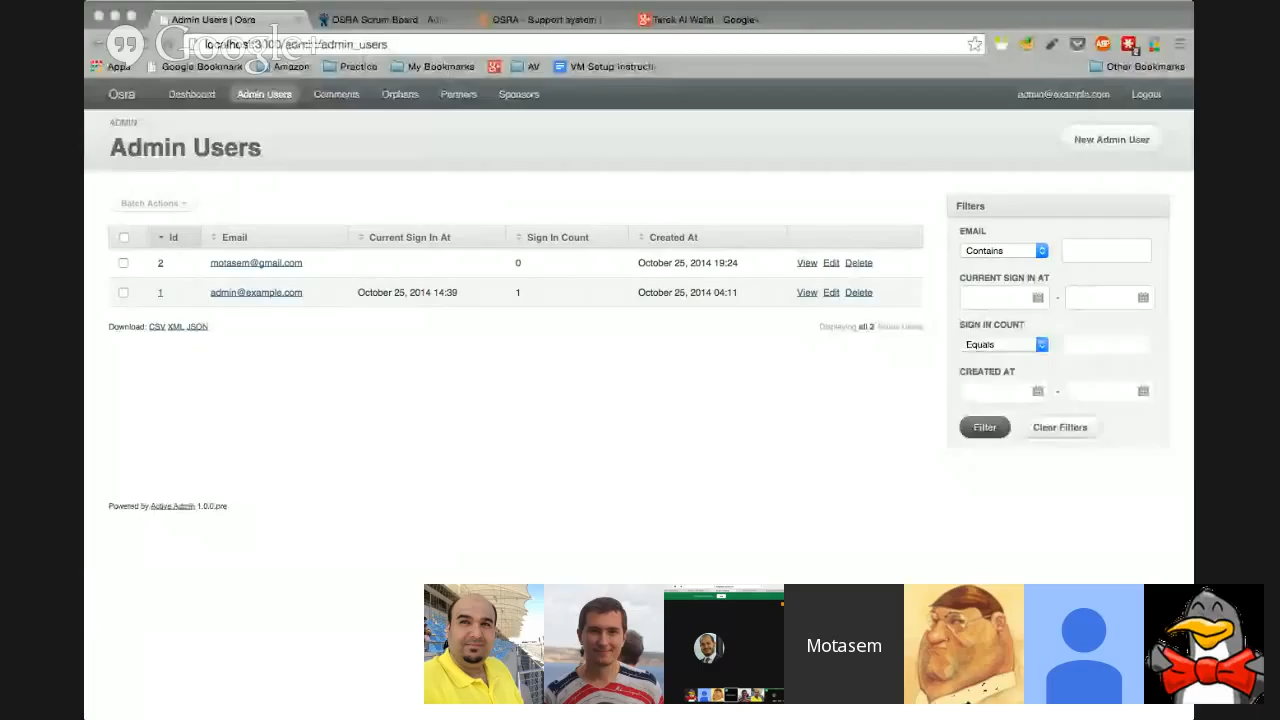 Admin Users | Osra
OSRA Scrum Board
OSRA - Support system
Tarek Al Wafai - Google+
Google+
localhost:3000/admin/admin_users
Apps Google Bookmark Amazon Practice My Bookmarks AV VM Setup Instructi Other Bookmarks
Osra Dashboard Admin Users Comments Orphans Partners Sponsors admin@example.com Logout
ADMIN
Admin Users
New Admin User
Batch Actions
Id Email Current Sign In At Sign In Count Created At
2 motasem@gmail.com 0 October 25, 2014 19:24 View Edit Delete
1 admin@example.com October 25, 2014 14:39 1 October 25, 2014 04:11 View Edit Delete
Download: CSV XML JSON
Displaying all 2 Admin Users
Filters
EMAIL
Contains
CURRENT SIGN IN AT
-
SIGN IN COUNT
Equals
CREATED AT
-
Filter Clear Filters
Powered by Active Admin 1.0.0.pre
Motasem